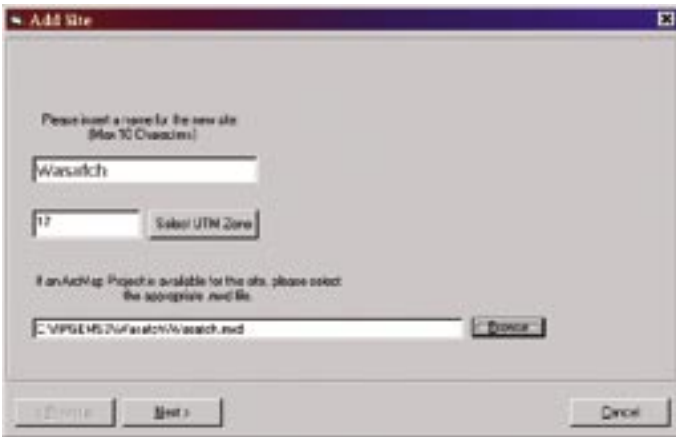 Add Site
Please insert a name for the new site
(Max 10 Characters)
Wasatch
12
Select UTM Zone
If an ArcMap Project is available for this site, please select
the appropriate .mxd file.
Browse
Next >
Cancel